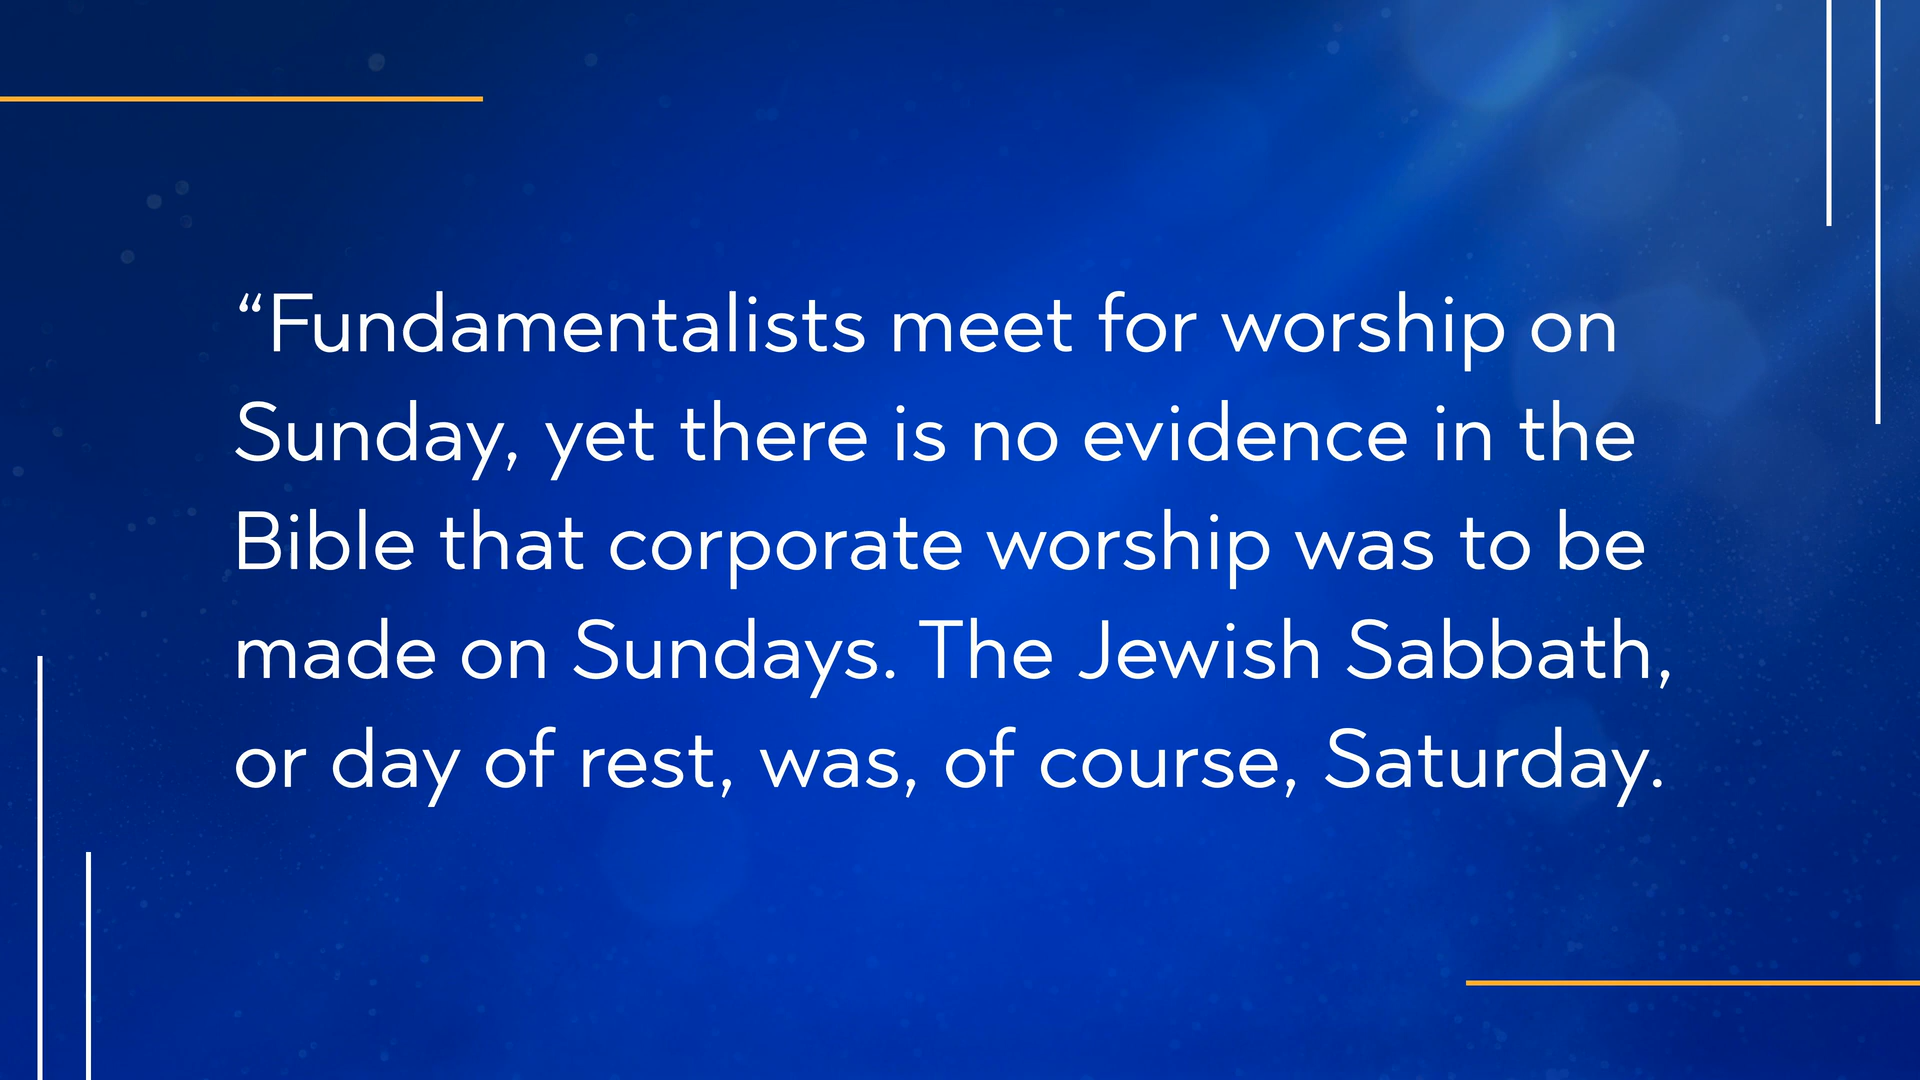 “Fundamentalists meet for worship on
Sunday, yet there is no evidence in the
Bible that corporate worship was to be
made on Sundays. The Jewish Sabbath,
or day of rest, was, of course, Saturday.